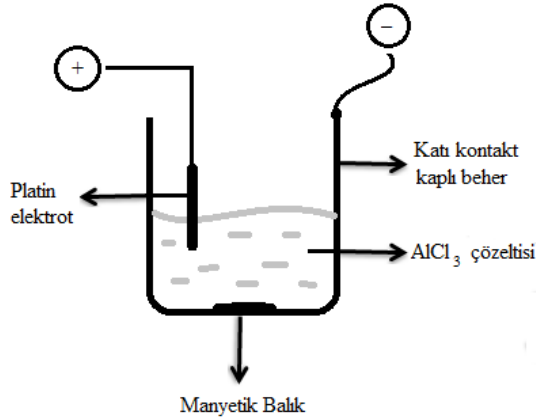 +
−
Katı kontakt
kaplı beher
Platin
elektrot
AlCl₃ çözeltisi
Manyetik Balık